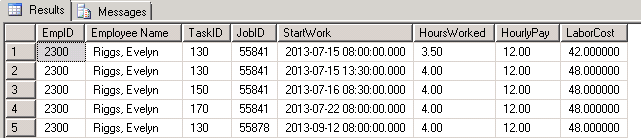 Results Messages
EmpID Employee Name TaskID JobID StartWork HoursWorked HourlyPay LaborCost
1 2300 Riggs, Evelyn 130 55841 2013-07-15 08:00:00.000 3.50 12.00 42.000000
2 2300 Riggs, Evelyn 130 55841 2013-07-15 13:30:00.000 4.00 12.00 48.000000
3 2300 Riggs, Evelyn 150 55841 2013-07-16 08:30:00.000 4.00 12.00 48.000000
4 2300 Riggs, Evelyn 170 55841 2013-07-22 08:00:00.000 4.00 12.00 48.000000
5 2300 Riggs, Evelyn 130 55878 2013-09-12 08:00:00.000 4.00 12.00 48.000000